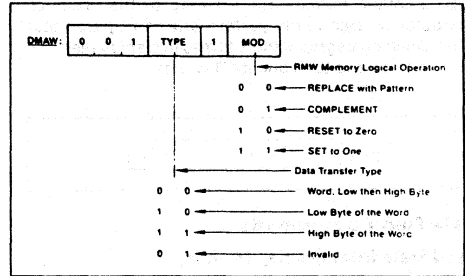 DMAW: 0 0 1 TYPE 1 MOD
RMW Memory Logical Operation
0 0 REPLACE with Pattern
0 1 COMPLEMENT
1 0 RESET to Zero
1 1 SET to One
Data Transfer Type
0 0 Word, Low then High Byte
1 0 Low Byte of the Word
1 1 High Byte of the Word
0 1 Invalid